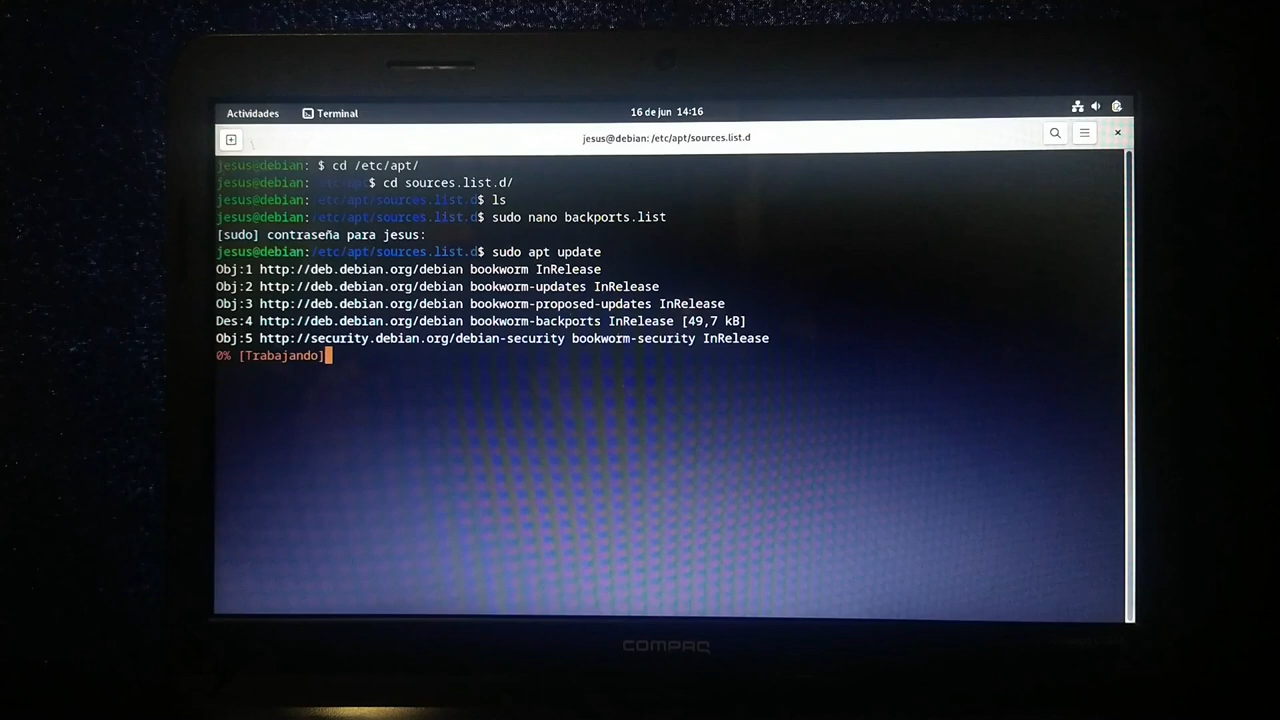 Actividades Terminal 16 de jun 14:16
jesus@debian: /etc/apt/sources.list.d
jesus@debian: $ cd /etc/apt/
jesus@debian: /etc/apt$ cd sources.list.d/
jesus@debian:/etc/apt/sources.list.d$ ls
jesus@debian:/etc/apt/sources.list.d$ sudo nano backports.list
[sudo] contraseña para jesus:
jesus@debian:/etc/apt/sources.list.d$ sudo apt update
Obj:1 http://deb.debian.org/debian bookworm InRelease
Obj:2 http://deb.debian.org/debian bookworm-updates InRelease
Obj:3 http://deb.debian.org/debian bookworm-proposed-updates InRelease
Des:4 http://deb.debian.org/debian bookworm-backports InRelease [49,7 kB]
Obj:5 http://security.debian.org/debian-security bookworm-security InRelease
0% [Trabajando]
COMPAQ